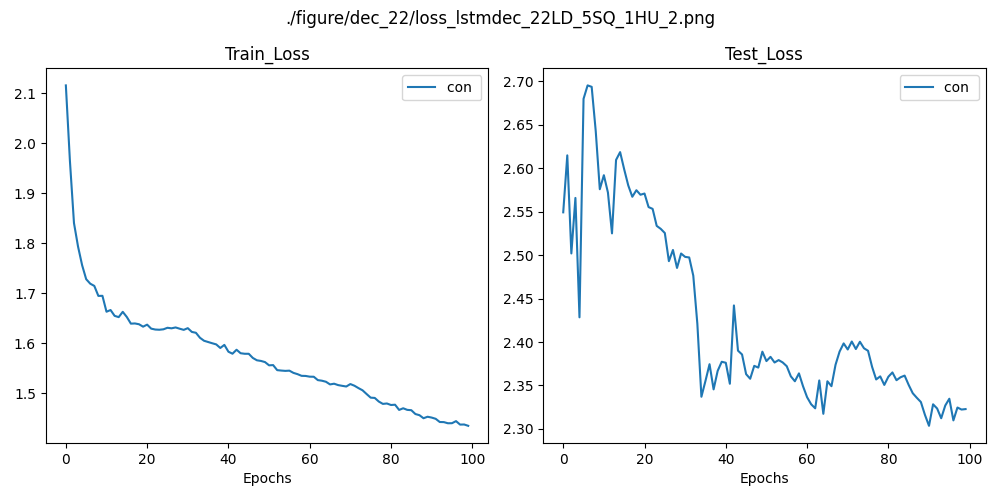 ./figure/dec_22/loss_lstmdec_22LD_5SQ_1HU_2.png
Train_Loss
con
2.1
2.0
1.9
1.8
1.7
1.6
1.5
0 20 40 60 80 100
Epochs
Test_Loss
con
2.70
2.65
2.60
2.55
2.50
2.45
2.40
2.35
2.30
0 20 40 60 80 100
Epochs